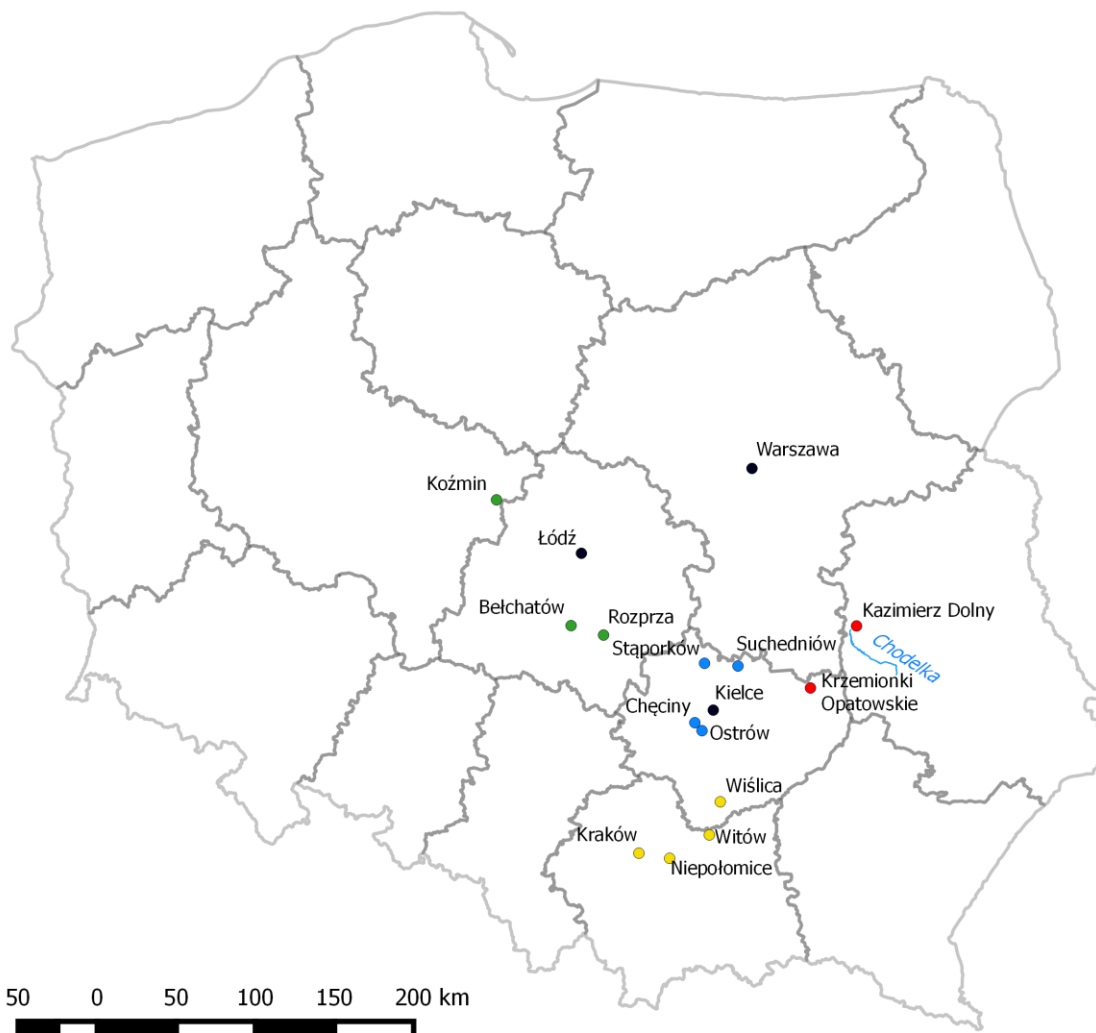 Warszawa
Koźmin
Łódź
Bełchatów
Rozprza
Kazimierz Dolny
Stąporków
Suchedniów
Chodelka
Krzemionki
Opatowskie
Kielce
Chęciny
Ostrów
Wiślica
Kraków
Witów
Niepołomice
50 0 50 100 150 200 km